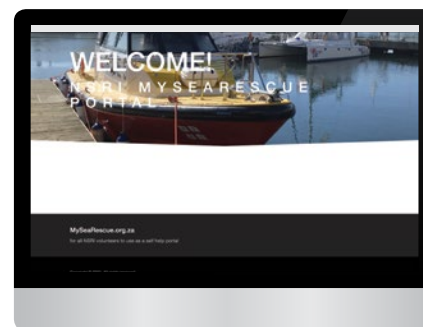 WELCOME!
NSRI MYSEARESCUE
PORTAL
MySeaRescue.org.za
for all NSRI volunteers to use as a self help portal